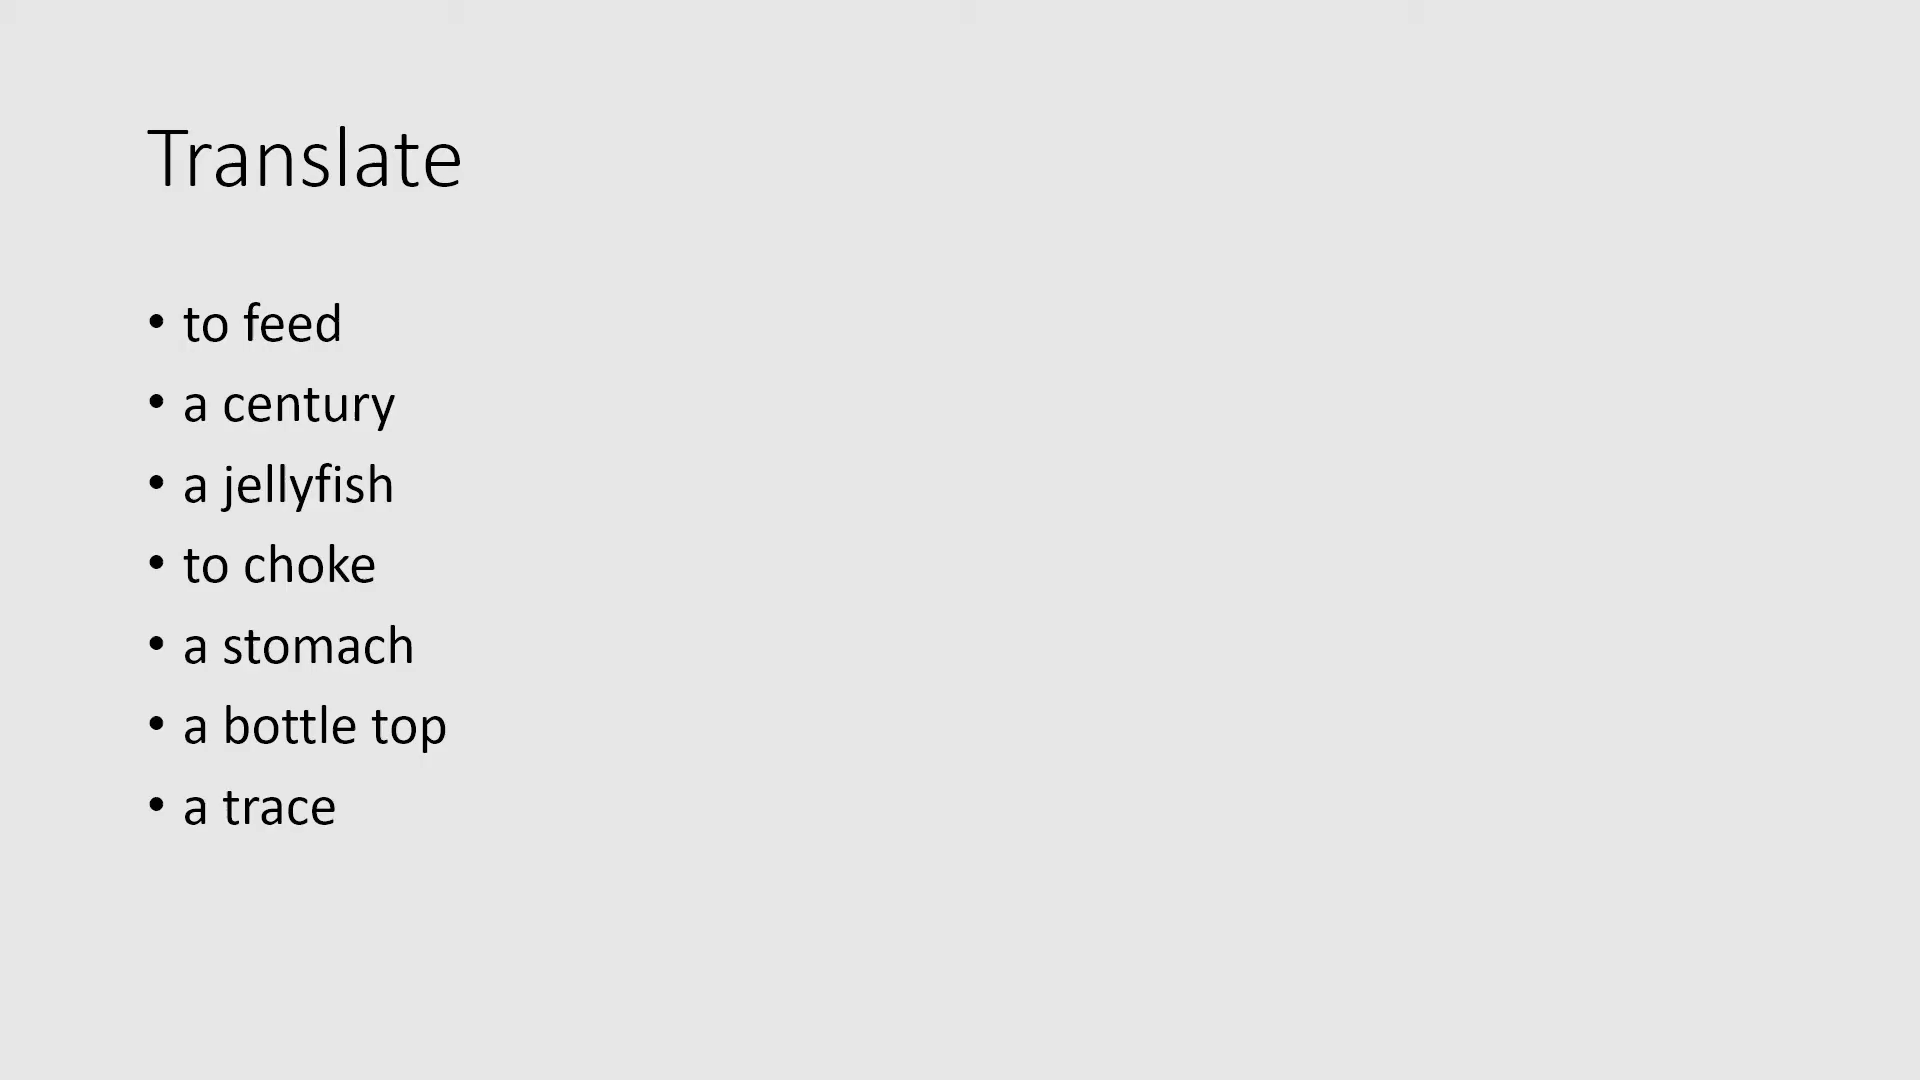 Translate
• to feed
• a century
• a jellyfish
• to choke
• a stomach
• a bottle top
• a trace